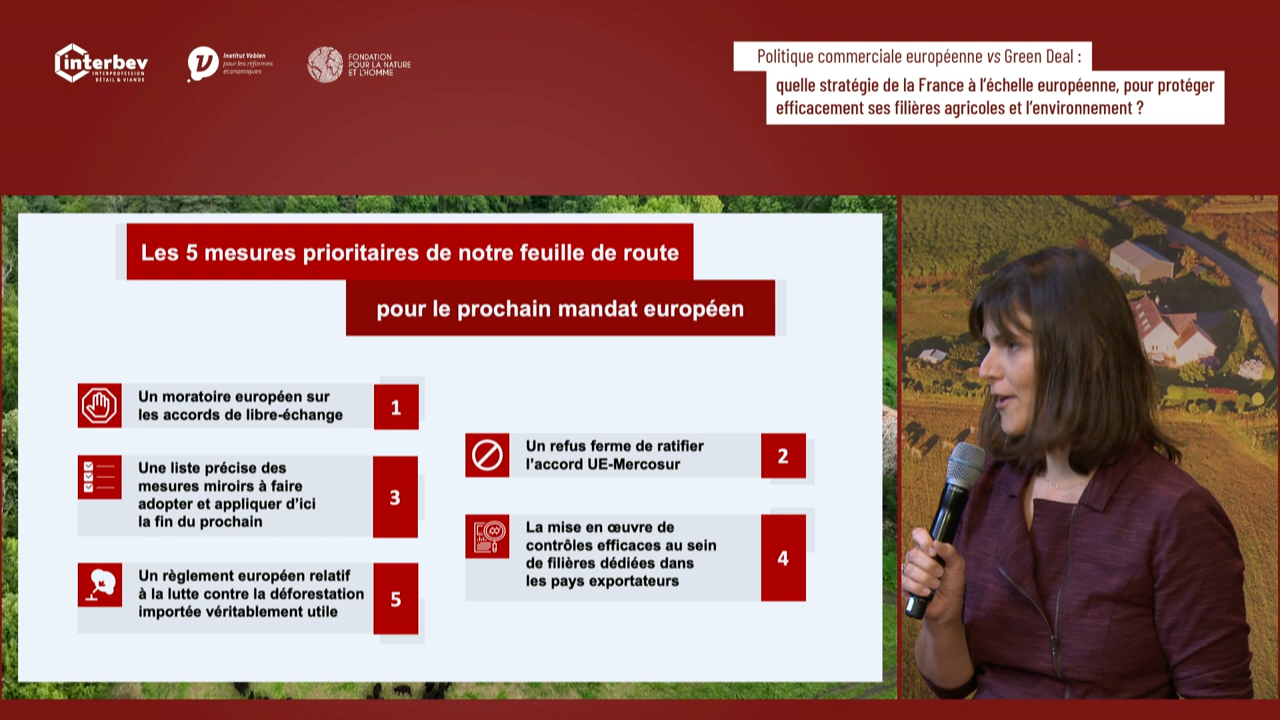 interbev
INTERPROFESSION
BÉTAIL & VIANDE
Institut Veblen
pour les réformes
économiques
FONDATION
POUR LA NATURE
ET L'HOMME
Politique commerciale européenne vs Green Deal :
quelle stratégie de la France à l'échelle européenne, pour protéger
efficacement ses filières agricoles et l'environnement ?
Les 5 mesures prioritaires de notre feuille de route
pour le prochain mandat européen
Un moratoire européen sur
les accords de libre-échange
1
Un refus ferme de ratifier
l'accord UE-Mercosur
2
Une liste précise des
mesures miroirs à faire
adopter et appliquer d'ici
la fin du prochain
3
La mise en œuvre de
contrôles efficaces au sein
de filières dédiées dans
les pays exportateurs
4
Un règlement européen relatif
à la lutte contre la déforestation
importée véritablement utile
5